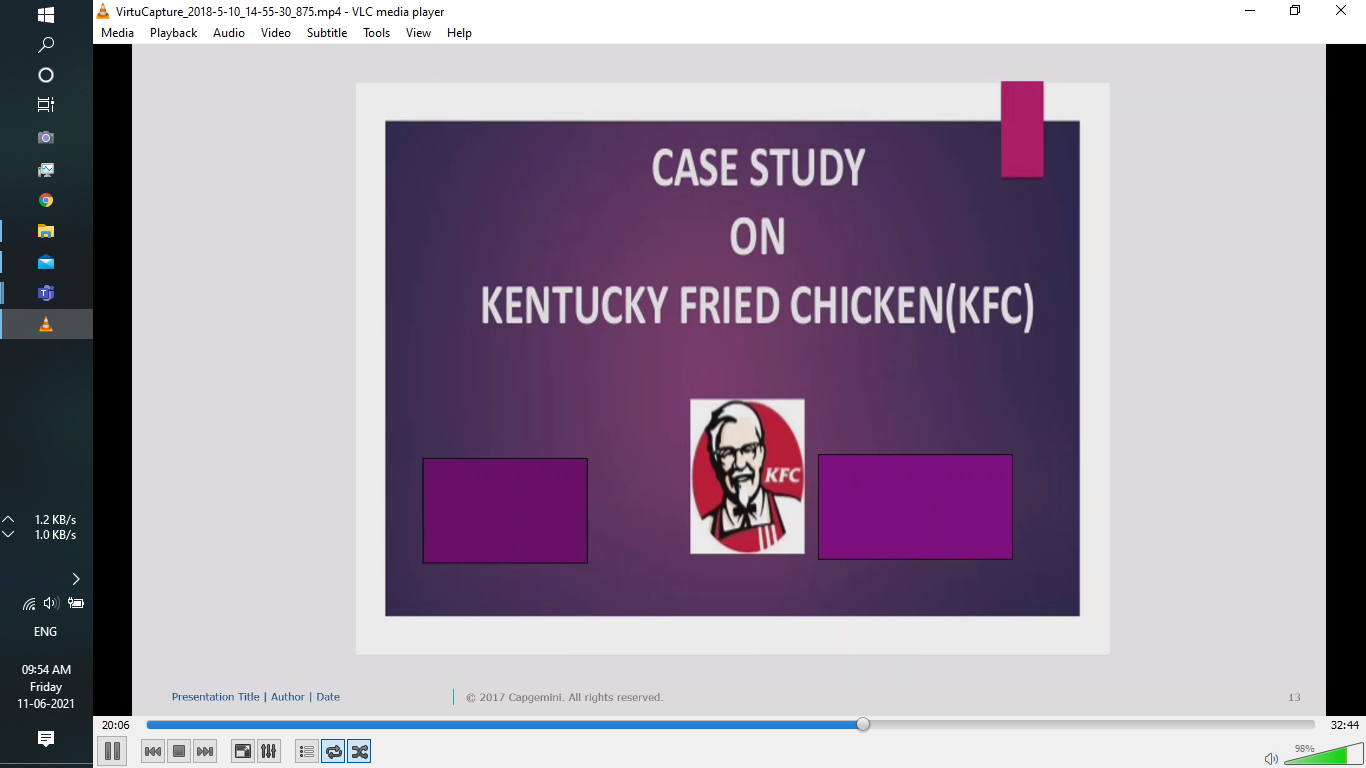 VirtuCapture_2018-5-10_14-55-30_875.mp4 - VLC media player
Media Playback Audio Video Subtitle Tools View Help
CASE STUDY
ON
KENTUCKY FRIED CHICKEN(KFC)
KFC
1.2 KB/s
1.0 KB/s
ENG
09:54 AM
Friday
11-06-2021
Presentation Title | Author | Date
© 2017 Capgemini. All rights reserved.
13
20:06
32:44
98%